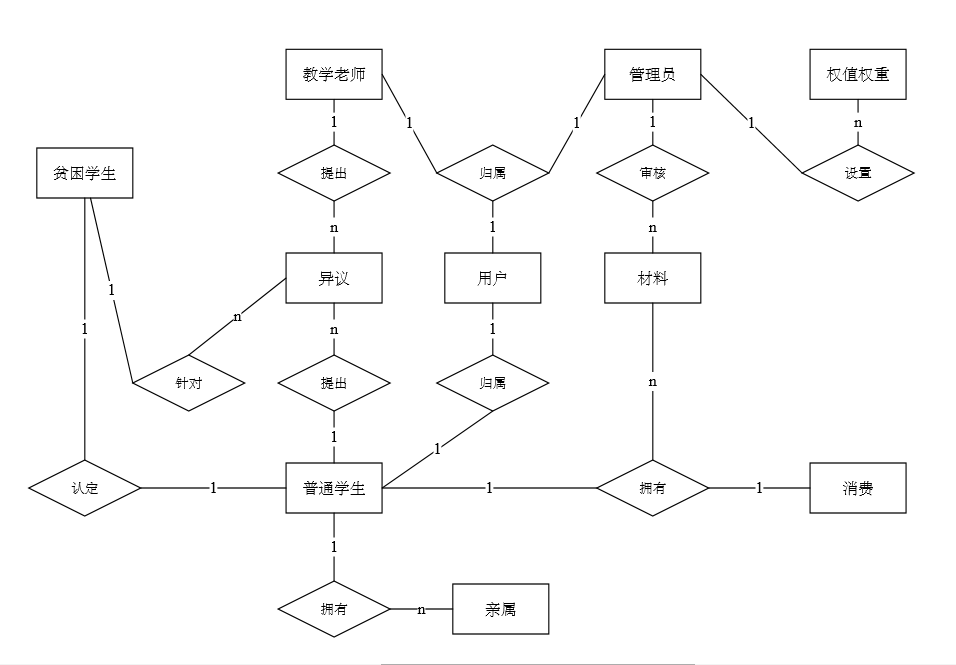 教学老师
管理员
权值权重
1
1
1
1
1
n
贫困学生
提出
归属
审核
设置
n
1
n
异议
用户
材料
1
n
1
n
1
n
针对
提出
归属
1
1
认定
1
普通学生
1
拥有
1
消费
1
拥有
n
亲属